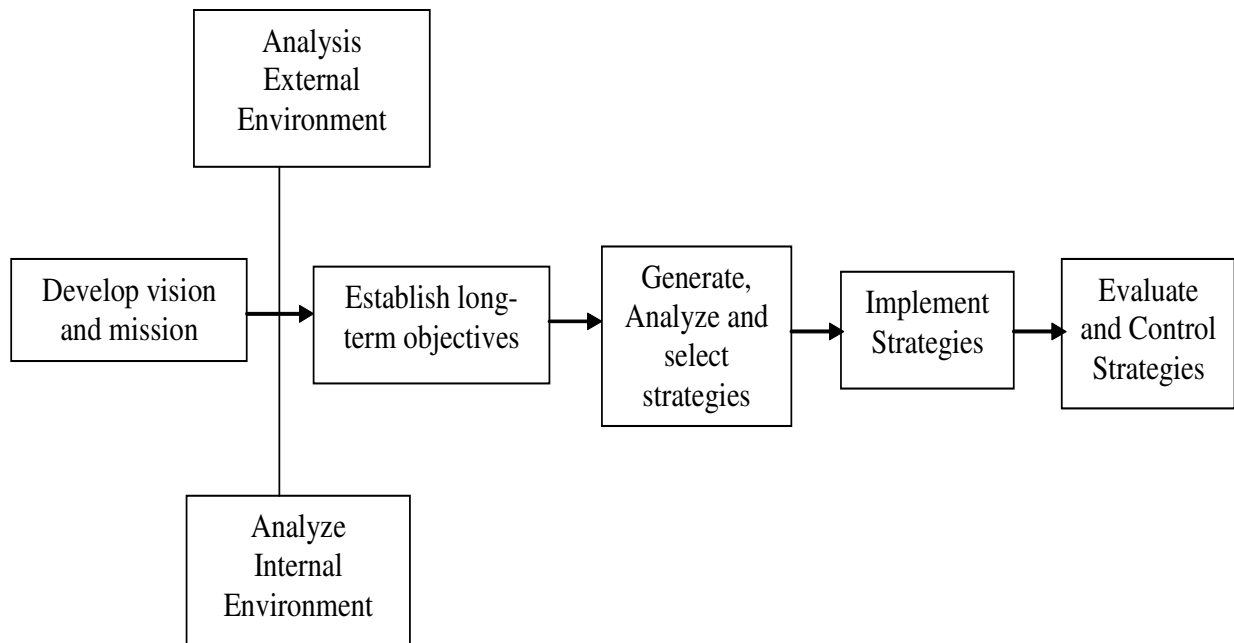 Analysis
External
Environment
Develop vision
and mission
Establish long-
term objectives
Generate,
Analyze and
select
strategies
Implement
Strategies
Evaluate
and Control
Strategies
Analyze
Internal
Environment